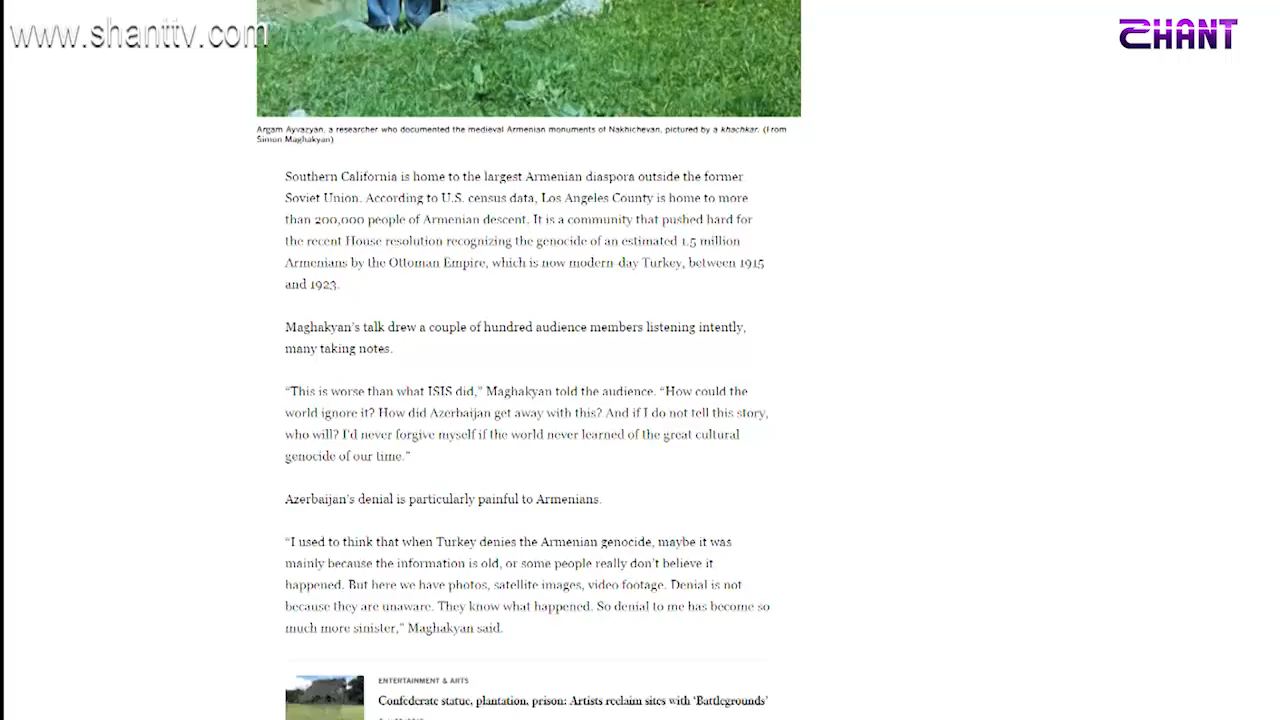 www.shanttv.com
SHANT
Argam Ayvazyan, a researcher who documented the medieval Armenian monuments of Nakhichevan, pictured by a khachkar. (From
Simon Maghakyan)
Southern California is home to the largest Armenian diaspora outside the former
Soviet Union. According to U.S. census data, Los Angeles County is home to more
than 200,000 people of Armenian descent. It is a community that pushed hard for
the recent House resolution recognizing the genocide of an estimated 1.5 million
Armenians by the Ottoman Empire, which is now modern-day Turkey, between 1915
and 1923.
Maghakyan’s talk drew a couple of hundred audience members listening intently,
many taking notes.
“This is worse than what ISIS did,” Maghakyan told the audience. “How could the
world ignore it? How did Azerbaijan get away with this? And if I do not tell this story,
who will? I’d never forgive myself if the world never learned of the great cultural
genocide of our time.”
Azerbaijan’s denial is particularly painful to Armenians.
“I used to think that when Turkey denies the Armenian genocide, maybe it was
mainly because the information is old, or some people really don’t believe it
happened. But here we have photos, satellite images, video footage. Denial is not
because they are unaware. They know what happened. So denial to me has become so
much more sinister,” Maghakyan said.
ENTERTAINMENT & ARTS
Confederate statue, plantation, prison: Artists reclaim sites with ‘Battlegrounds’